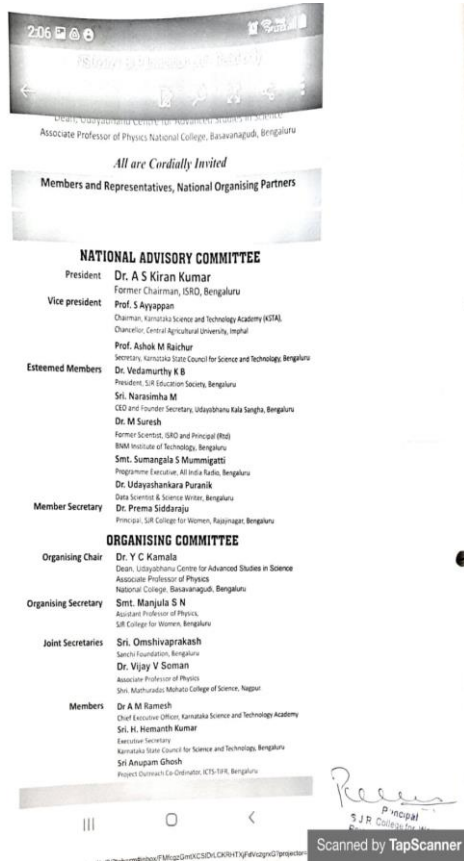 2:06
Dean, Udayabhanu Centre for Advanced Studies in Science
Associate Professor of Physics National College, Basavanagudi, Bengaluru
All are Cordially Invited
Members and Representatives, National Organising Partners
NATIONAL ADVISORY COMMITTEE
President Dr. A S Kiran Kumar
Former Chairman, ISRO, Bengaluru
Vice president Prof. S Ayyappan
Chairman, Karnataka Science and Technology Academy (KSTA),
Chancellor, Central Agricultural University, Imphal
Prof. Ashok M Raichur
Secretary, Karnataka State Council for Science and Technology, Bengaluru
Esteemed Members Dr. Vedamurthy K B
President, SJR Education Society, Bengaluru
Sri. Narasimha M
CEO and Founder Secretary, Udayabhanu Kala Sangha, Bengaluru
Dr. M Suresh
Former Scientist, ISRO and Principal (Rtd)
BNM Institute of Technology, Bengaluru
Smt. Sumangala S Mummigatti
Programme Executive, All India Radio, Bengaluru
Dr. Udayashankara Puranik
Data Scientist & Science Writer, Bengaluru
Member Secretary Dr. Prema Siddaraju
Principal, SJR College for Women, Rajajinagar, Bengaluru
ORGANISING COMMITTEE
Organising Chair Dr. Y C Kamala
Dean, Udayabhanu Centre for Advanced Studies in Science
Associate Professor of Physics
National College, Basavanagudi, Bengaluru
Organising Secretary Smt. Manjula S N
Assistant Professor of Physics,
SJR College for Women, Bengaluru
Joint Secretaries Sri. Omshivaprakash
Sanchi Foundation, Bengaluru
Dr. Vijay V Soman
Associate Professor of Physics
Shri. Mathuradas Mohato College of Science, Nagpur
Members Dr A M Ramesh
Chief Executive Officer, Karnataka Science and Technology Academy
Sri. H. Hemanth Kumar
Executive Secretary
Karnataka State Council for Science and Technology, Bengaluru
Sri Anupam Ghosh
Project Outreach Co-Ordinator, ICTS-TIFR, Bengaluru
Principal
S J R College for
Scanned by TapScanner